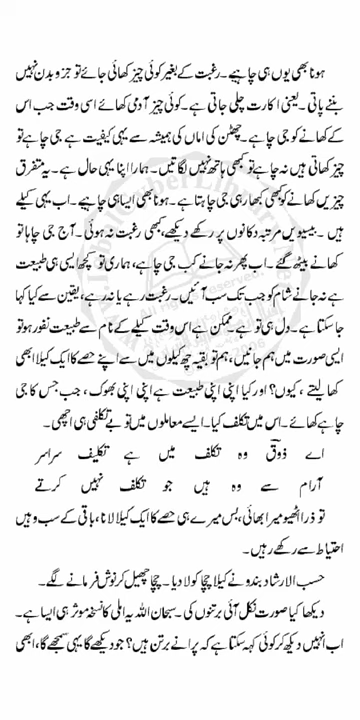 ہونا بھی یوں ہی چاہیے۔ رغبت کے بغیر کوئی چیز کھائی جائے تو جزوِ بدن نہیں
بننے پاتی۔ یعنی اکارت چلی جاتی ہے۔ کوئی چیز آدمی کھائے اسی وقت جب اس
کے کھانے کو جی چاہے۔ چھٹن کی اماں کی ہمیشہ سے یہی کیفیت ہے جی چاہے تو
چیز کھاتی ہیں نہ چاہے تو کبھی ہاتھ نہیں لگاتیں۔ ہمارا اپنا یہی حال ہے۔ یہ متفرق
چیزیں کھانے کو بھی کبھار ہی جی چاہتا ہے۔ ہونا بھی ایسا ہی چاہیے۔ اب یہی کیلے
ہیں۔ بیسیویں مرتبہ دکانوں پر رکھے دیکھے، کبھی رغبت نہ ہوئی۔ آج جی چاہا تو
کھانے بیٹھ گئے۔ اب پھر نہ جانے کب جی چاہے، ہماری تو کچھ ایسی ہی طبیعت
ہے نہ جانے شام کو جب تک سب آئیں۔ رغبت رہے یا نہ رہے، یقین سے کیا کہا
جا سکتا ہے۔ دل ہی تو ہے۔ ممکن ہے اس وقت کیلے کے نام سے طبیعت نفور ہو تو
ایسی صورت میں ہم جانیں، ہم تو بقیہ چھ کیلوں میں سے اپنے حصے کا ایک کیلا ابھی
کھا لیتے، کیوں؟ اور کیا اپنی اپنی طبیعت ہے اپنی اپنی بھوک، جب جس کا جی
چاہے کھائے۔ اس میں تکلف کیا۔ ایسے معاملوں میں تو بے تکلفی ہی اچھی۔
اے ذوقؔ وہ تکلف میں ہے تکلیف سراسر
آرام سے وہ ہیں جو تکلف نہیں کرتے
تو ذرا اٹھیو میرا بھائی، بس میرے ہی حصے کا ایک کیلا لانا، باقی کے سب وہیں
احتیاط سے رکھے رہیں۔
حسب الارشاد بندو نے کیلا چچا کو لا دیا۔ چچا چھیل کر نوش فرمانے لگے۔
دیکھا کیا صورت نکل آئی برتنوں کی۔ سبحان اللہ یہ املی کا نسخہ موثر ہی ایسا ہے۔
اب انہیں دیکھ کر کوئی کہہ سکتا ہے کہ پرانے برتن ہیں؟ جو دیکھے گا یہی سمجھے گا، ابھی